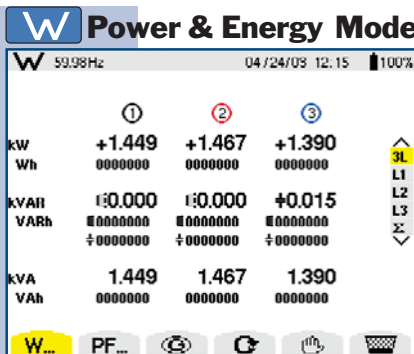 W Power & Energy Mode
W 59.98Hz 04/24/03 12:15 100%
1 2 3
kW +1.449 +1.467 +1.390
Wh 0000000 0000000 0000000
3L
L1
kVAR 0.000 0.000 +0.015
L2
VARh 0000000 0000000 0000000
L3
÷0000000 ÷0000000 ÷0000000
Σ
kVA 1.449 1.467 1.390
VAh 0000000 0000000 0000000
W... PF...